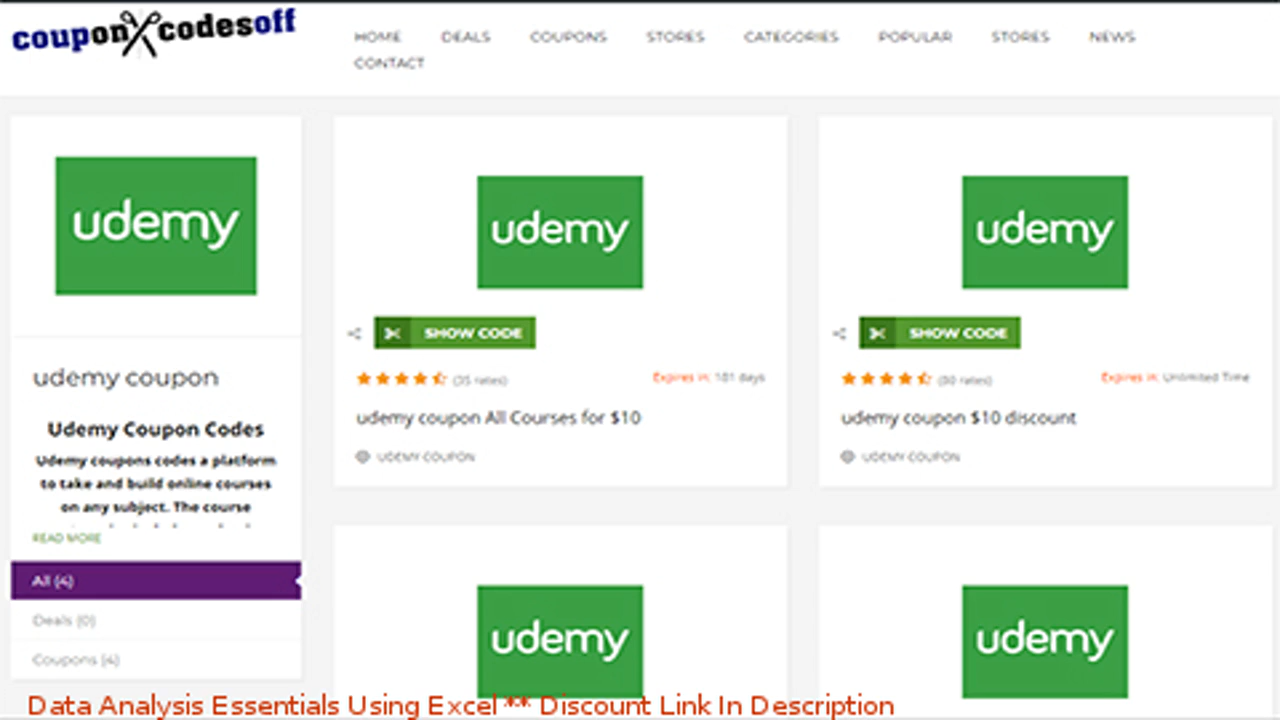 couponcodesoff
HOME DEALS COUPONS STORES CATEGORIES POPULAR STORES NEWS
CONTACT
udemy
udemy
udemy
SHOW CODE
SHOW CODE
(35 rates)
Expires in: 181 days
(80 rates)
Expires in: Unlimited Time
udemy coupon
udemy coupon All Courses for $10
udemy coupon $10 discount
Udemy Coupon Codes
UDEMY COUPON
UDEMY COUPON
Udemy coupons codes a platform
to take and build online courses
on any subject. The course
READ MORE
All (4)
Deals (0)
Coupons (4)
udemy
udemy
Data Analysis Essentials Using Excel ** Discount Link In Description